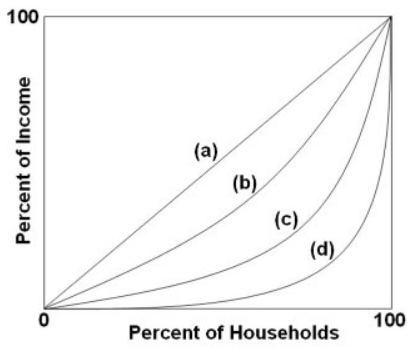 100
Percent of Income
(a)
(b)
(c)
(d)
0
100
Percent of Households